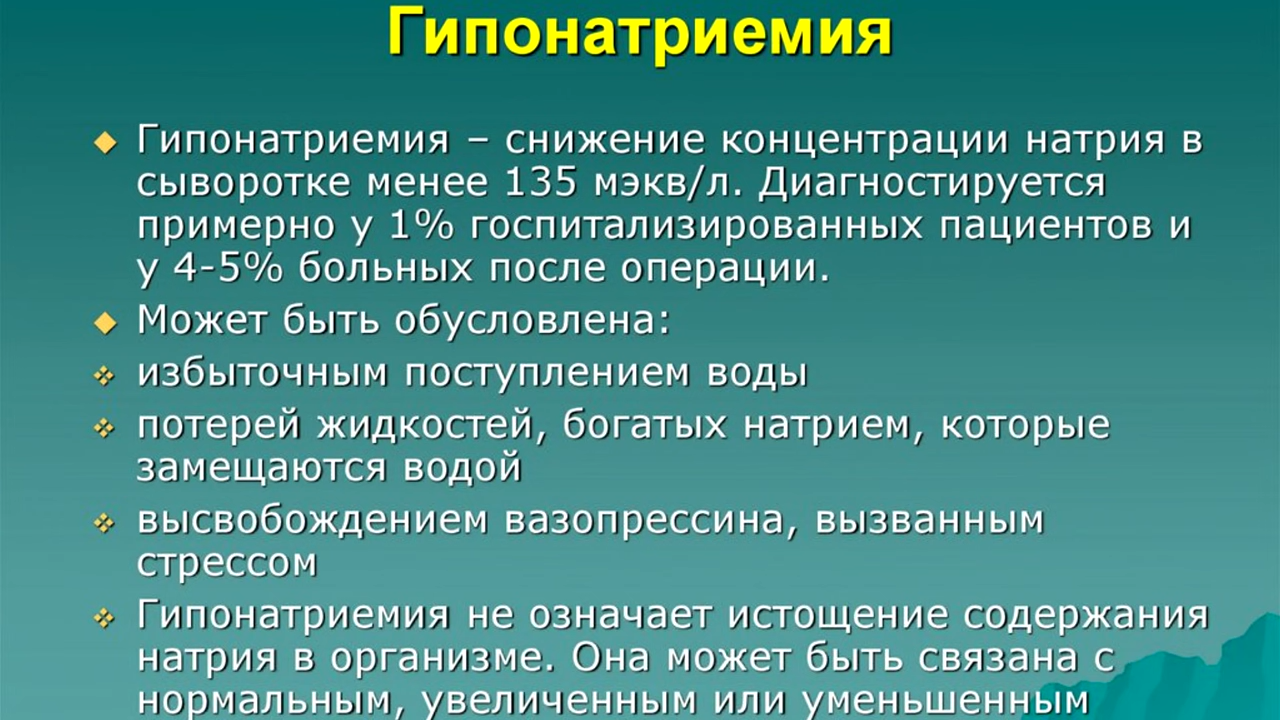 Гипонатриемия
Гипонатриемия – снижение концентрации натрия в
сыворотке менее 135 мэкв/л. Диагностируется
примерно у 1% госпитализированных пациентов и
у 4-5% больных после операции.
Может быть обусловлена:
избыточным поступлением воды
потерей жидкостей, богатых натрием, которые
замещаются водой
высвобождением вазопрессина, вызванным
стрессом
Гипонатриемия не означает истощение содержания
натрия в организме. Она может быть связана с
нормальным, увеличенным или уменьшенным